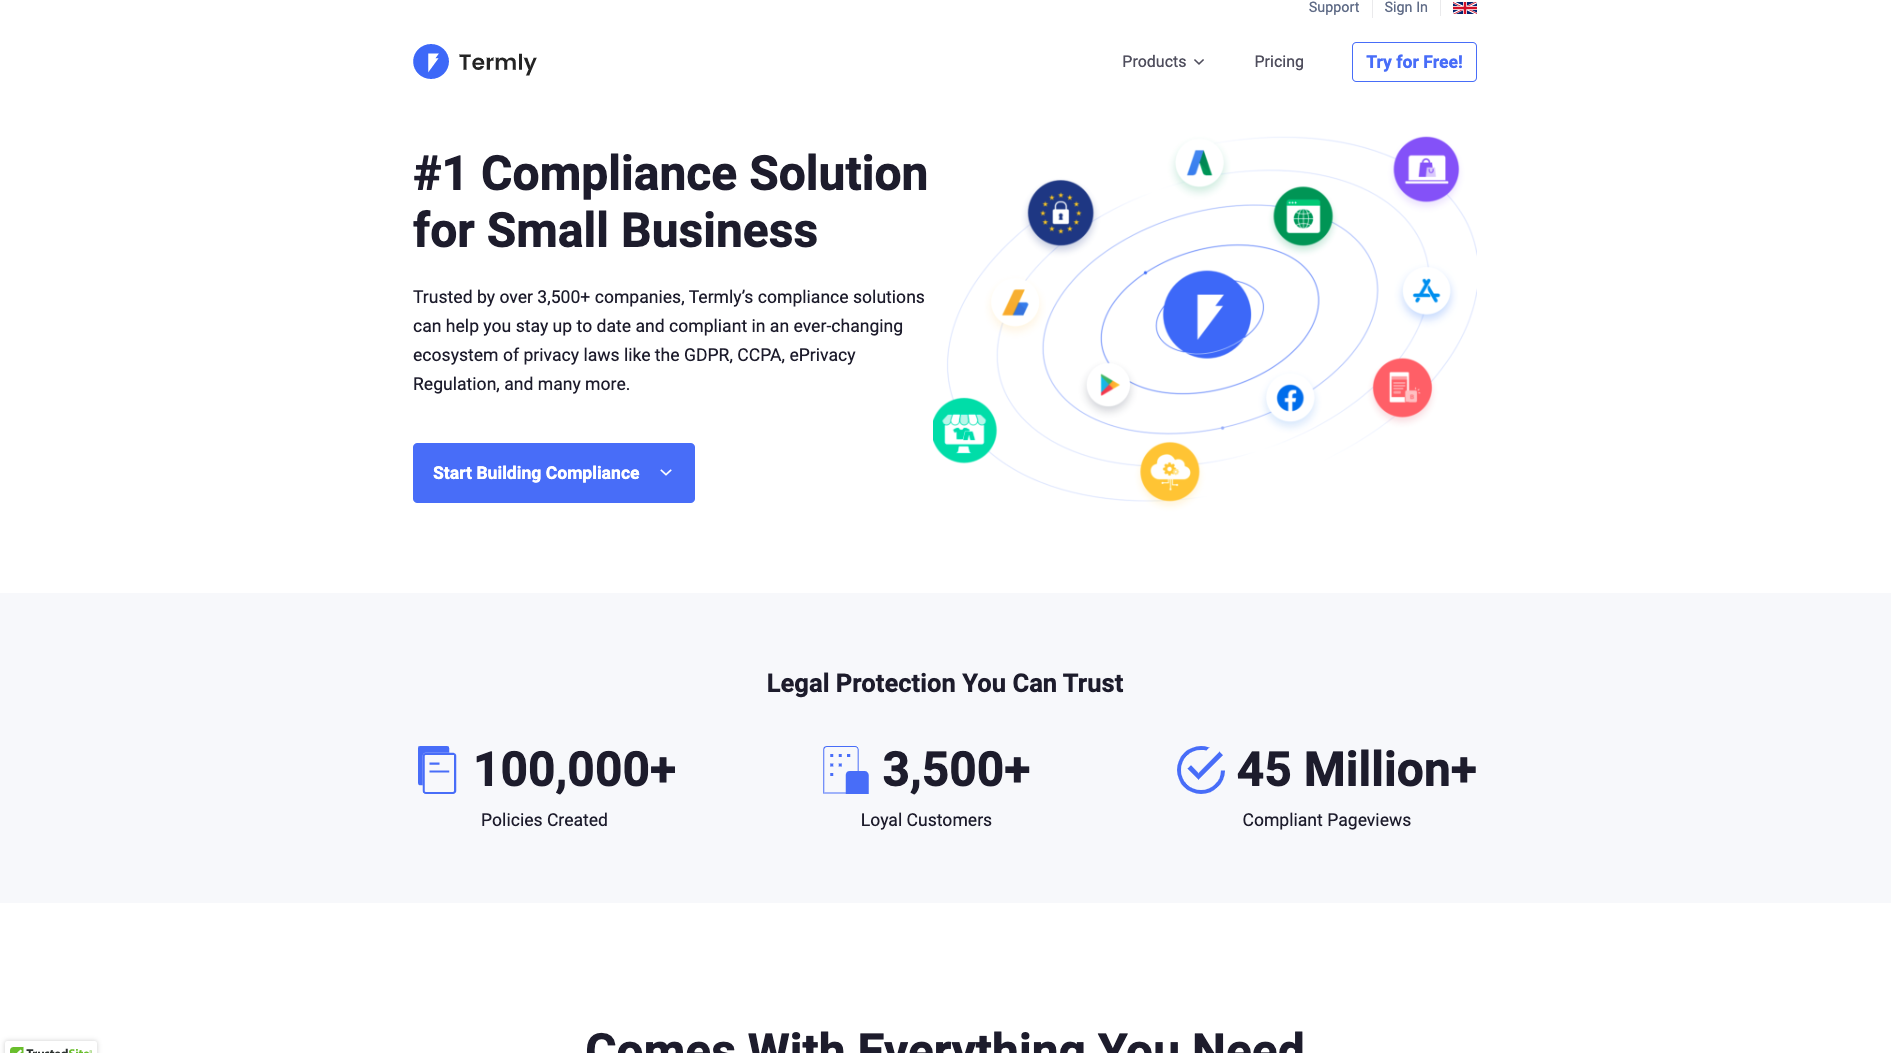 Support
Sign In
Termly
Products
Pricing
Try for Free!
#1 Compliance Solution
for Small Business
Trusted by over 3,500+ companies, Termly’s compliance solutions
can help you stay up to date and compliant in an ever-changing
ecosystem of privacy laws like the GDPR, CCPA, ePrivacy
Regulation, and many more.
Start Building Compliance
Legal Protection You Can Trust
100,000+
Policies Created
3,500+
Loyal Customers
45 Million+
Compliant Pageviews
Comes With Everything You Need
TrustedSite